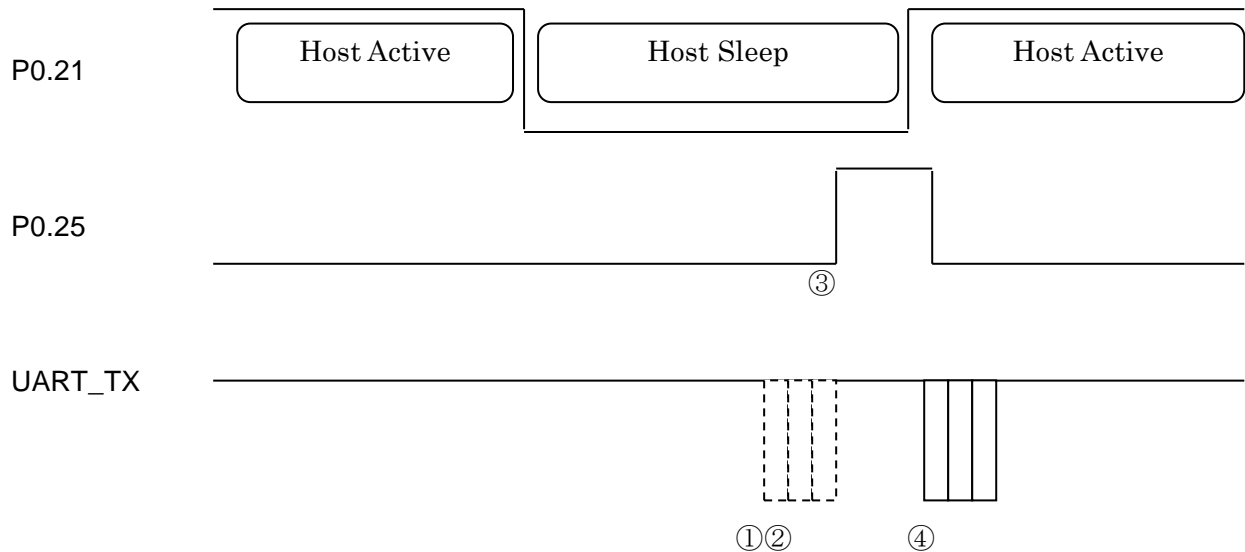 Host Active Host Sleep Host Active
P0.21
P0.25
③
UART_TX
①② ④